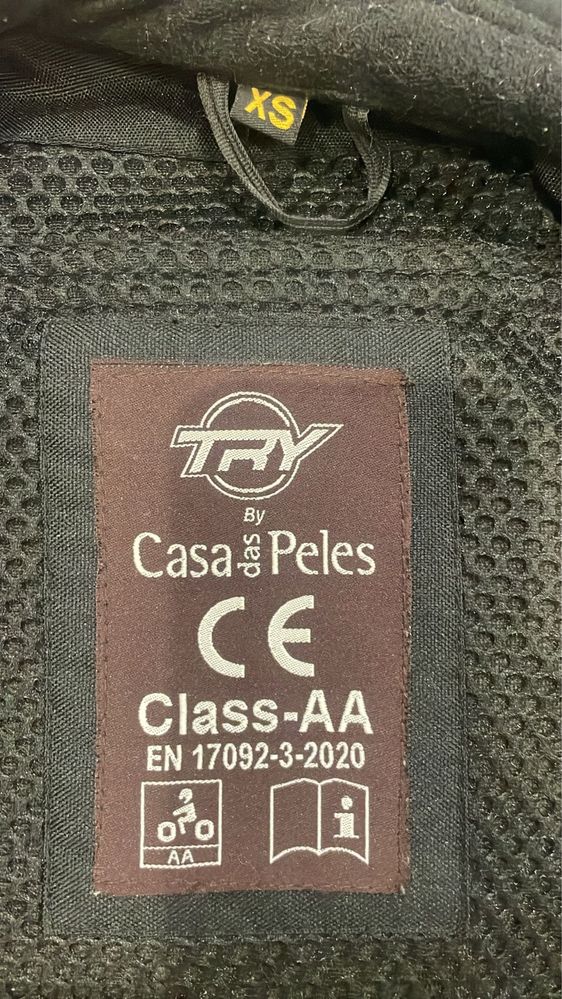 XS
TRY
By
Casa das Peles
CE
Class-AA
EN 17092-3-2020
AA
i